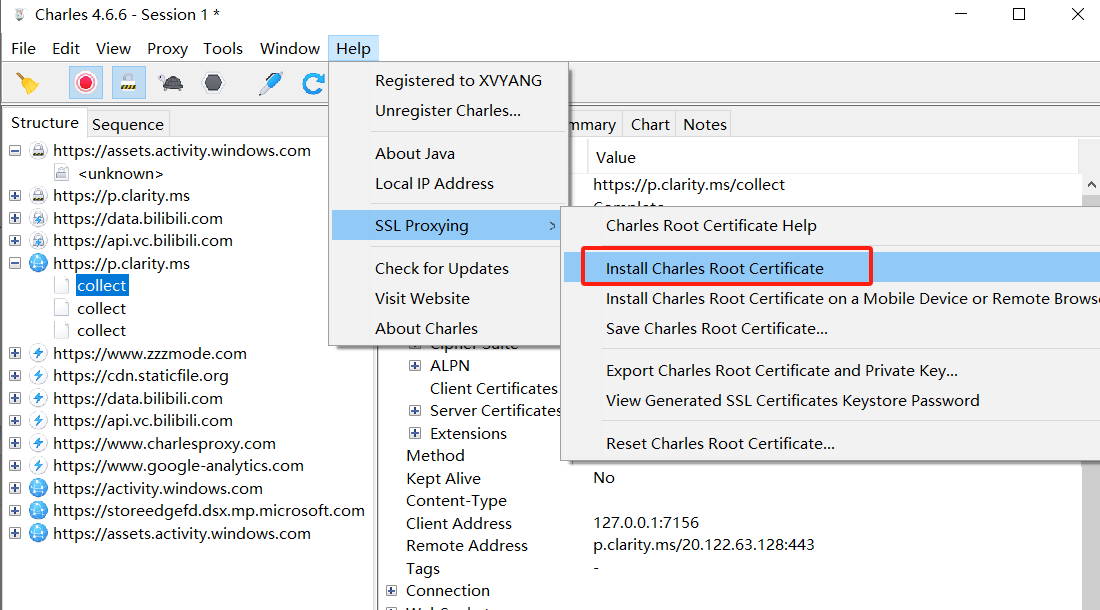 Charles 4.6.6 - Session 1 *
File Edit View Proxy Tools Window Help
Structure Sequence
https://assets.activity.windows.com
<unknown>
https://p.clarity.ms
https://data.bilibili.com
https://api.vc.bilibili.com
https://p.clarity.ms
collect
collect
collect
https://www.zzzmode.com
https://cdn.staticfile.org
https://data.bilibili.com
https://api.vc.bilibili.com
https://www.charlesproxy.com
https://www.google-analytics.com
https://activity.windows.com
https://storeedgefd.dsx.mp.microsoft.com
https://assets.activity.windows.com
Registered to XVYANG
Unregister Charles...
About Java
Local IP Address
SSL Proxying >
Check for Updates
Visit Website
About Charles
mmary Chart Notes
Value
https://p.clarity.ms/collect
Complete
Charles Root Certificate Help
Install Charles Root Certificate
Install Charles Root Certificate on a Mobile Device or Remote Browse
Save Charles Root Certificate...
Export Charles Root Certificate and Private Key...
View Generated SSL Certificates Keystore Password
Reset Charles Root Certificate...
Cipher Suite
ALPN
Client Certificates
Server Certificates
Extensions
Method
Kept Alive No
Content-Type
Client Address 127.0.0.1:7156
Remote Address p.clarity.ms/20.122.63.128:443
Tags -
Connection